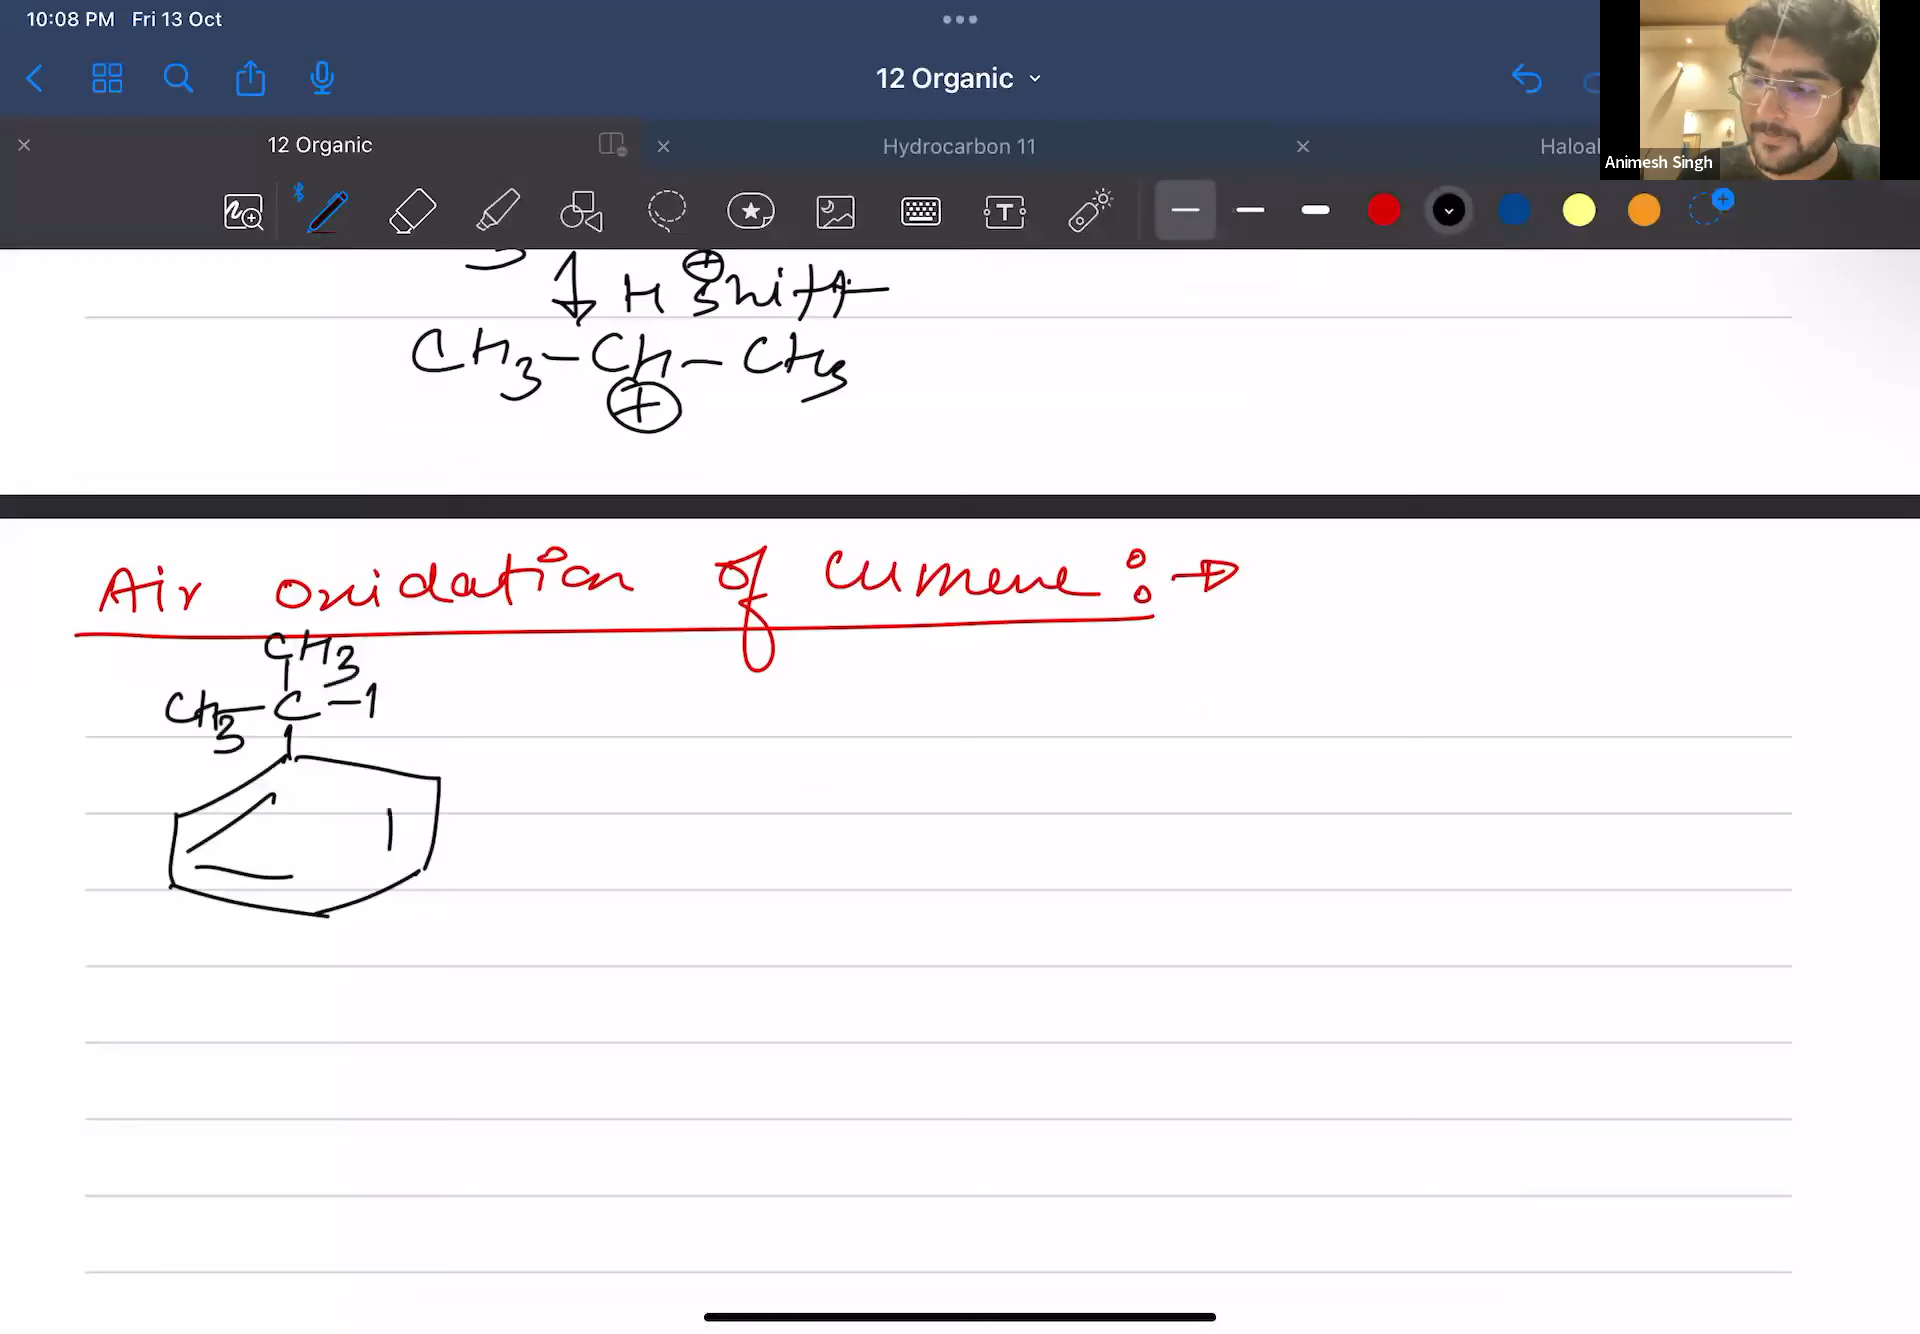 10:08 PM Fri 13 Oct
12 Organic
12 Organic
Hydrocarbon 11
Haloal
Animesh Singh
T
H⊕ shift
CH3-CH-CH3
⊕
Air oxidation of cumene :→
CH3
CH3-C-